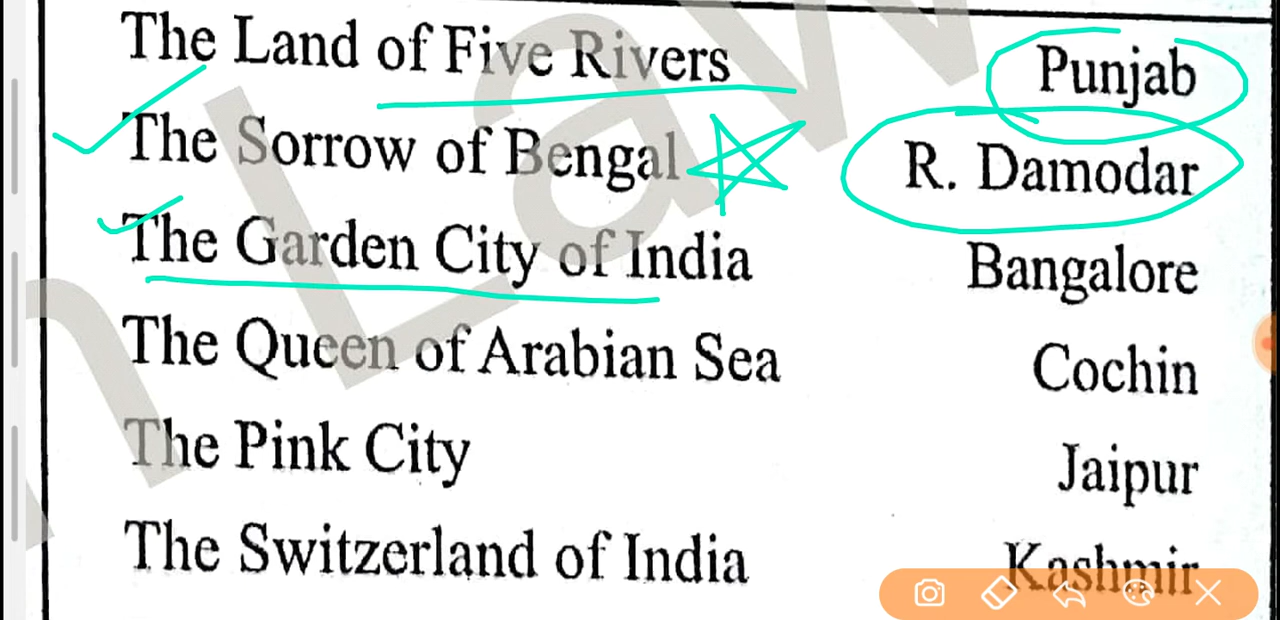 The Land of Five Rivers Punjab
The Sorrow of Bengal R. Damodar
The Garden City of India Bangalore
The Queen of Arabian Sea Cochin
The Pink City Jaipur
The Switzerland of India Kashmir